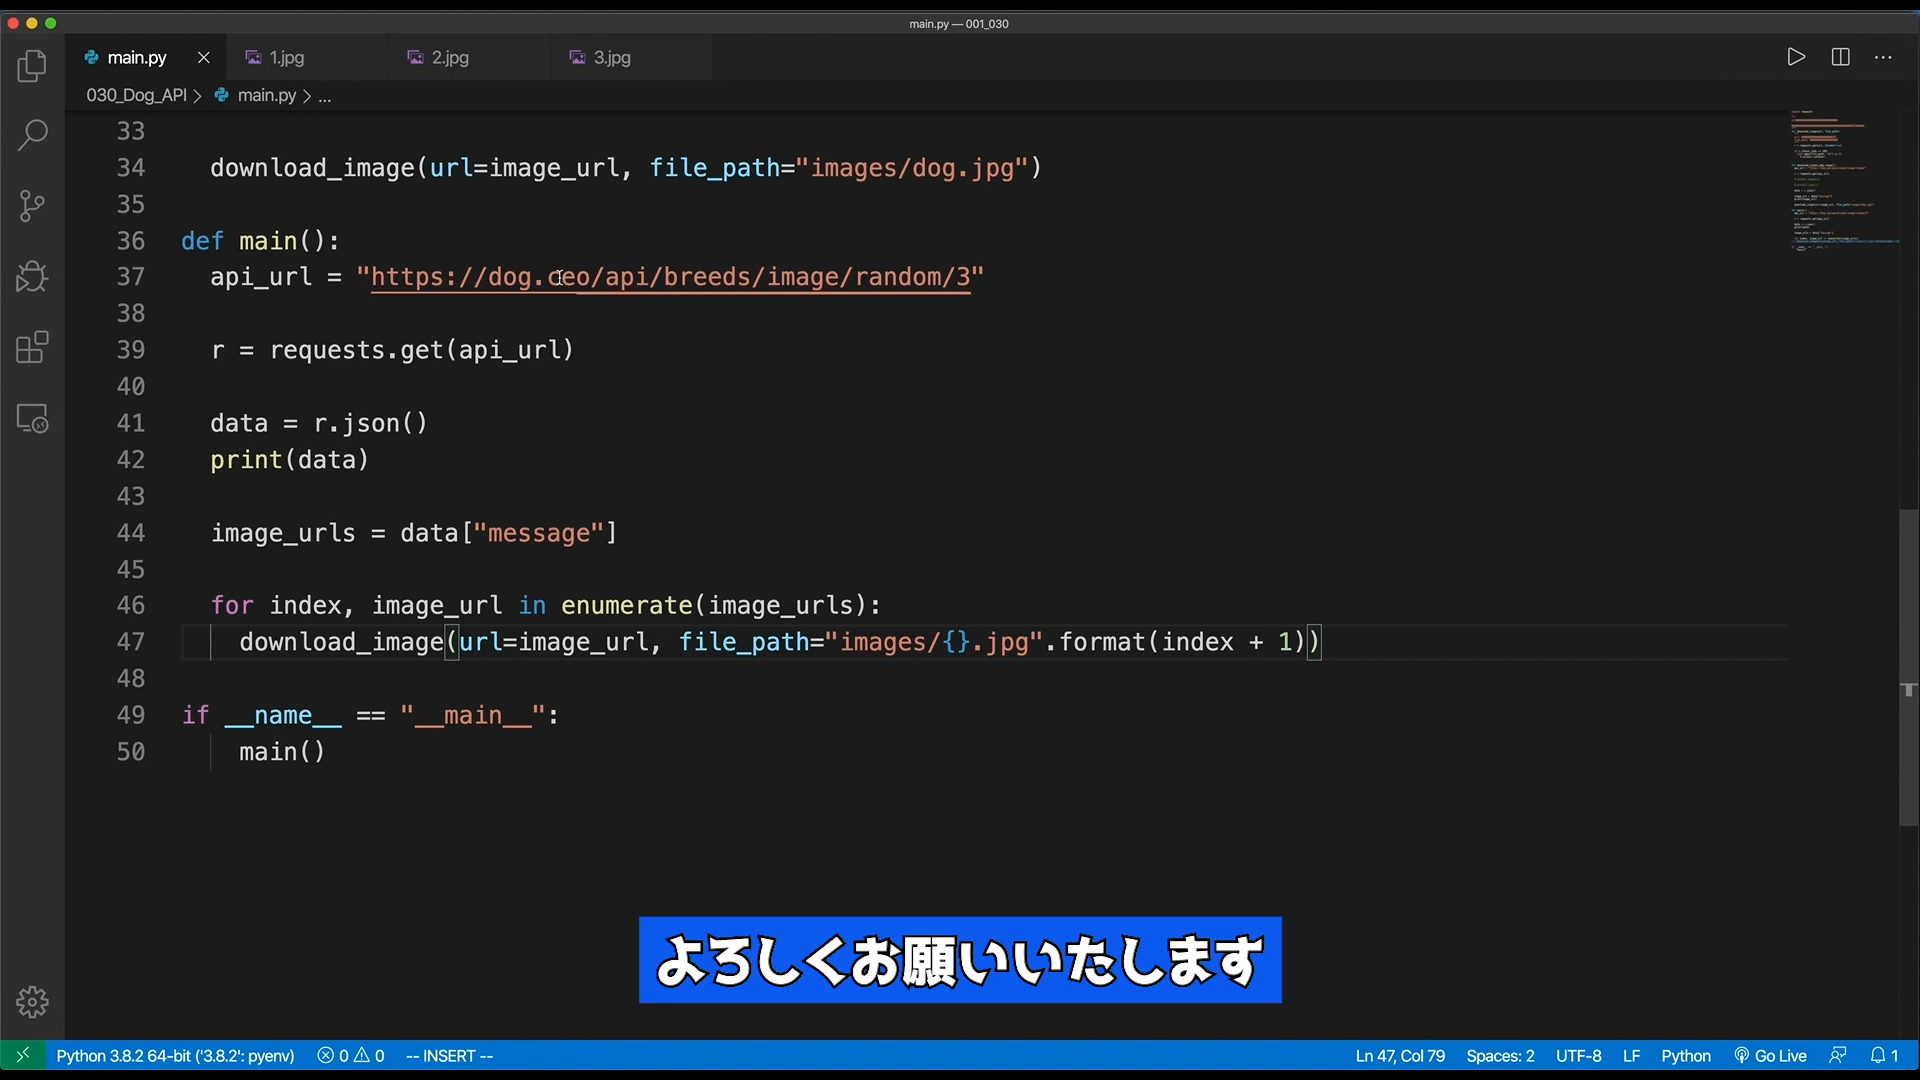 main.py — 001_030
main.py
1.jpg
2.jpg
3.jpg
030_Dog_API > main.py > ...
33
34 download_image(url=image_url, file_path="images/dog.jpg")
35
36 def main():
37 api_url = "https://dog.ceo/api/breeds/image/random/3"
38
39 r = requests.get(api_url)
40
41 data = r.json()
42 print(data)
43
44 image_urls = data["message"]
45
46 for index, image_url in enumerate(image_urls):
47 download_image(url=image_url, file_path="images/{}.jpg".format(index + 1))
48
49 if __name__ == "__main__":
50 main()
よろしくお願いいたします
Python 3.8.2 64-bit ('3.8.2': pyenv) 0 0 -- INSERT -- Ln 47, Col 79 Spaces: 2 UTF-8 LF Python Go Live 1